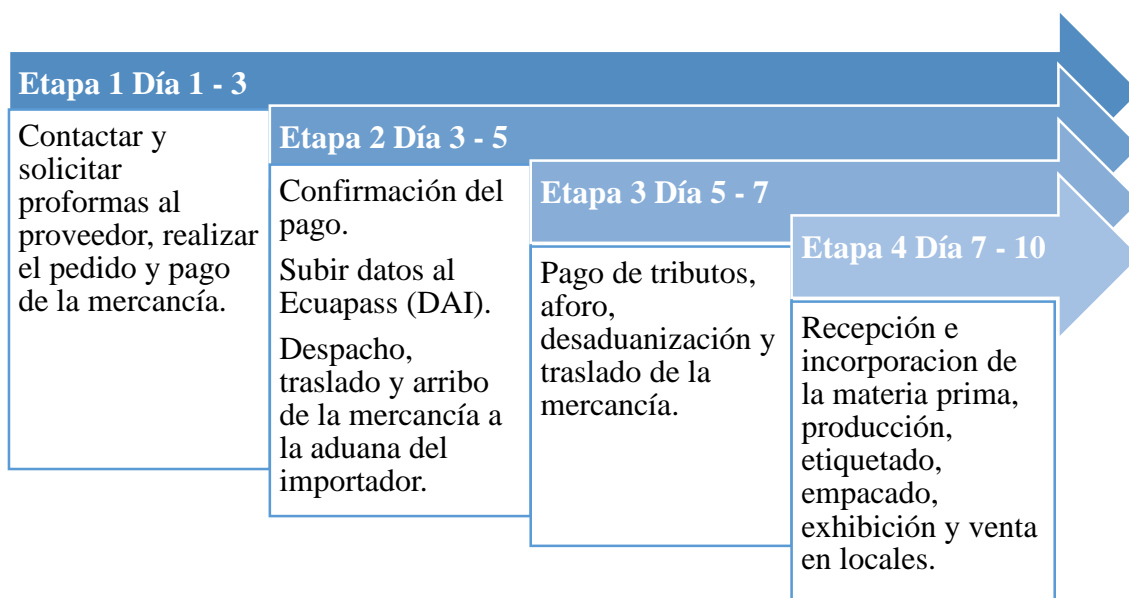 Etapa 1 Día 1 - 3
Contactar y
solicitar
proformas al
proveedor, realizar
el pedido y pago
de la mercancía.
Etapa 2 Día 3 - 5
Confirmación del
pago.
Subir datos al
Ecuapass (DAI).
Despacho,
traslado y arribo
de la mercancía a
la aduana del
importador.
Etapa 3 Día 5 - 7
Pago de tributos,
aforo,
desaduanización y
traslado de la
mercancía.
Etapa 4 Día 7 - 10
Recepción e
incorporacion de
la materia prima,
producción,
etiquetado,
empacado,
exhibición y venta
en locales.